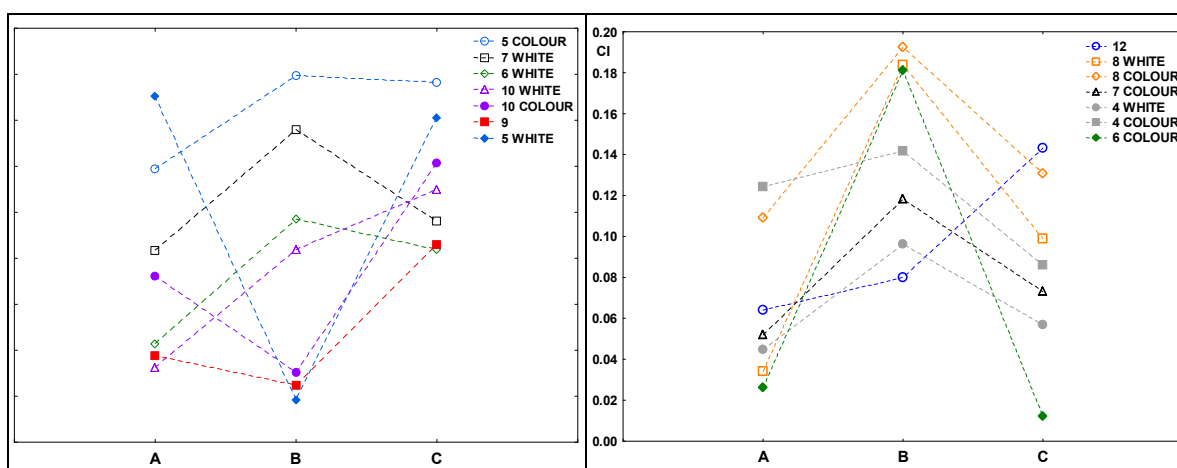 5 COLOUR
7 WHITE
6 WHITE
10 WHITE
10 COLOUR
9
5 WHITE
A B C
0.20
CI
12
8 WHITE
8 COLOUR
7 COLOUR
4 WHITE
4 COLOUR
6 COLOUR
0.18
0.16
0.14
0.12
0.10
0.08
0.06
0.04
0.02
0.00
A B C